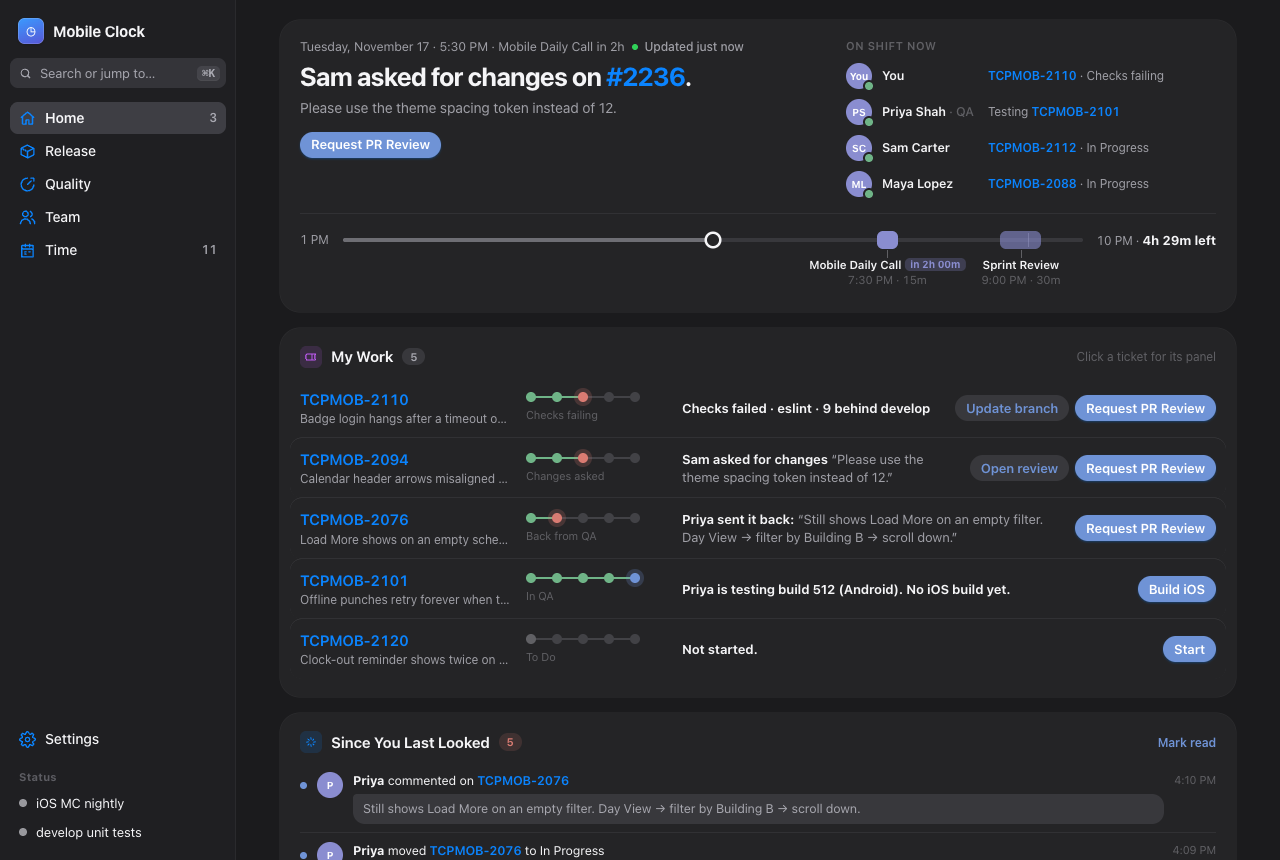 Mobile Clock
Search or jump to... ⌘K
Home 3
Release
Quality
Team
Time 11
Settings
Status
iOS MC nightly
develop unit tests
Tuesday, November 17 · 5:30 PM · Mobile Daily Call in 2h Updated just now
Sam asked for changes on #2236.
Please use the theme spacing token instead of 12.
Request PR Review
ON SHIFT NOW
You You TCPMOB-2110 · Checks failing
PS Priya Shah · QA Testing TCPMOB-2101
SC Sam Carter TCPMOB-2112 · In Progress
ML Maya Lopez TCPMOB-2088 · In Progress
1 PM 10 PM · 4h 29m left
Mobile Daily Call in 2h 00m Sprint Review
7:30 PM · 15m 9:00 PM · 30m
My Work 5 Click a ticket for its panel
TCPMOB-2110
Badge login hangs after a timeout o...
Checks failing
Checks failed · eslint · 9 behind develop
Update branch Request PR Review
TCPMOB-2094
Calendar header arrows misaligned ...
Changes asked
Sam asked for changes “Please use the
theme spacing token instead of 12.”
Open review Request PR Review
TCPMOB-2076
Load More shows on an empty sche...
Back from QA
Priya sent it back: “Still shows Load More on an empty filter.
Day View → filter by Building B → scroll down.”
Request PR Review
TCPMOB-2101
Offline punches retry forever when t...
In QA
Priya is testing build 512 (Android). No iOS build yet.
Build iOS
TCPMOB-2120
Clock-out reminder shows twice on ...
To Do
Not started.
Start
Since You Last Looked 5 Mark read
P Priya commented on TCPMOB-2076 4:10 PM
Still shows Load More on an empty filter. Day View → filter by Building B → scroll down.
P Priya moved TCPMOB-2076 to In Progress 4:09 PM